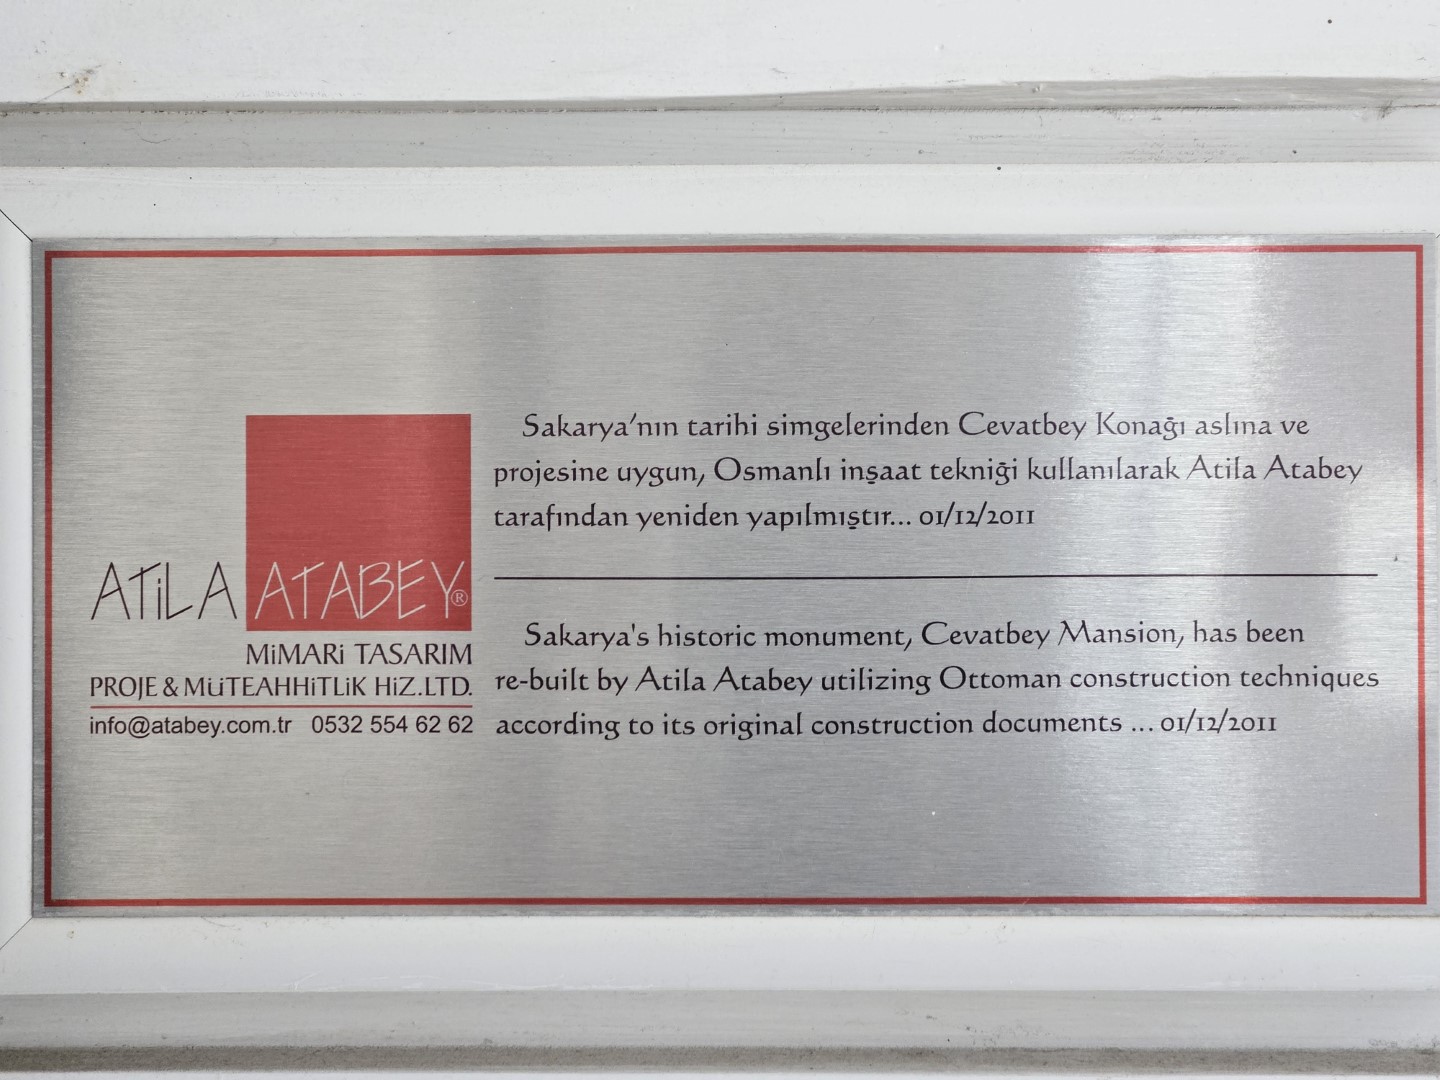 ATiLA ATABEY®
MiMARi TASARIM
PROJE & MÜTEAHHiTLiK HiZ.LTD.
info@atabey.com.tr 0532 554 62 62
Sakarya'nın tarihi simgelerinden Cevatbey Konağı aslına ve
projesine uygun, Osmanlı inşaat tekniği kullanılarak Atila Atabey
tarafından yeniden yapılmıştır... 01/12/2011
Sakarya's historic monument, Cevatbey Mansion, has been
re-built by Atila Atabey utilizing Ottoman construction techniques
according to its original construction documents ... 01/12/2011